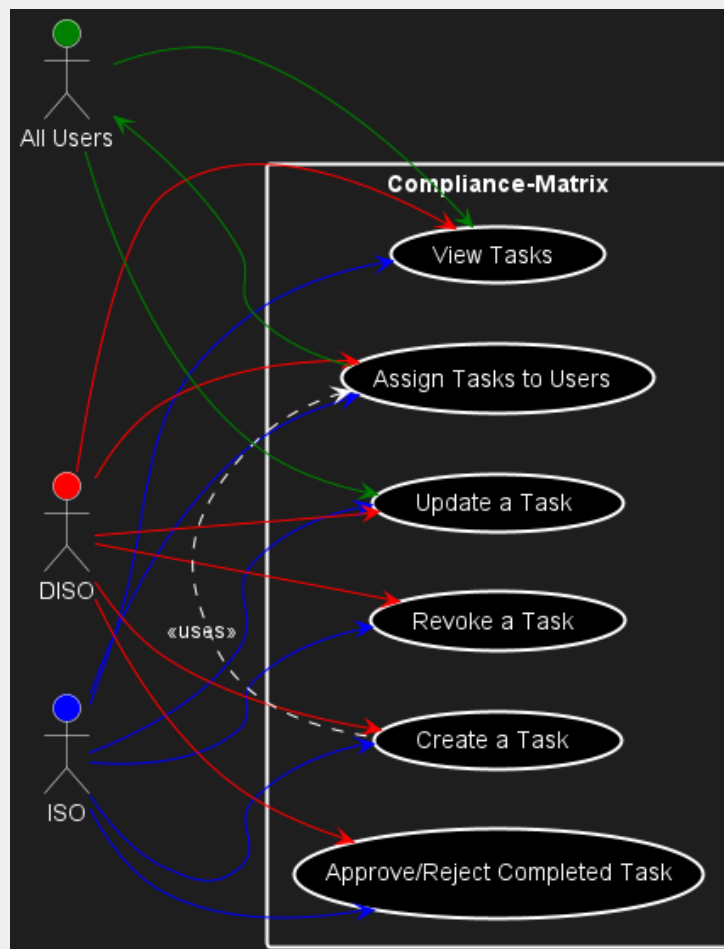 All Users
Compliance-Matrix
View Tasks
Assign Tasks to Users
Update a Task
DISO
Revoke a Task
«uses»
Create a Task
ISO
Approve/Reject Completed Task